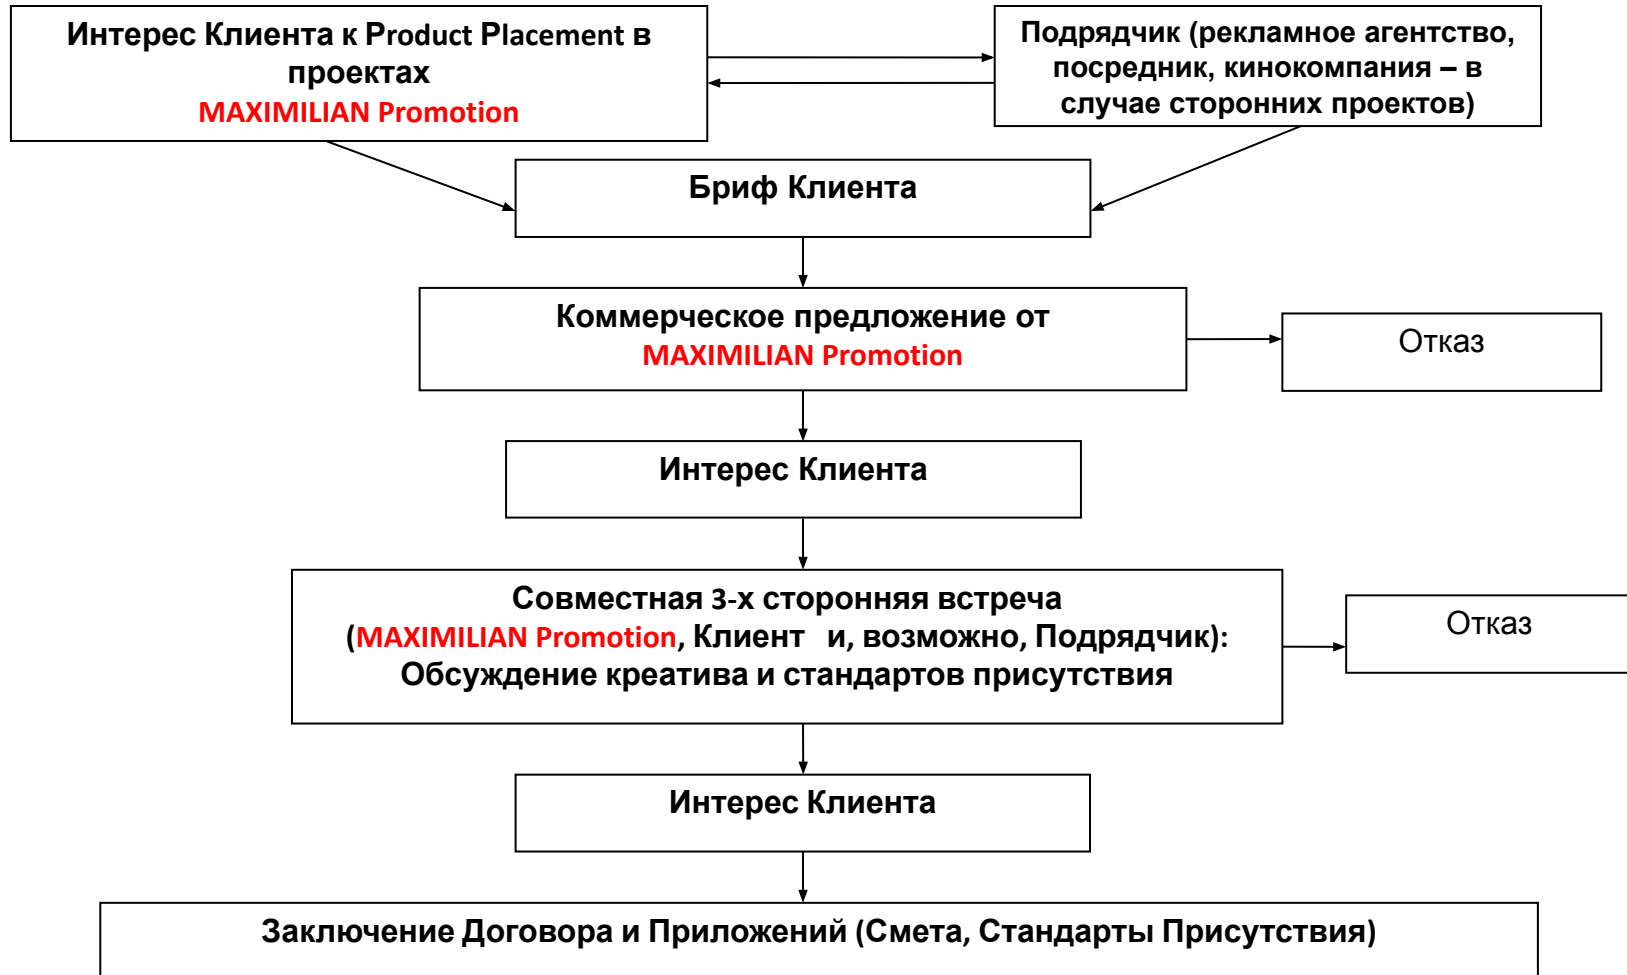 Интерес Клиента к Product Placement в
проектах
MAXIMILIAN Promotion
Подрядчик (рекламное агентство,
посредник, кинокомпания – в
случае сторонних проектов)
Бриф Клиента
Коммерческое предложение от
MAXIMILIAN Promotion
Отказ
Интерес Клиента
Совместная 3-х сторонняя встреча
(MAXIMILIAN Promotion, Клиент и, возможно, Подрядчик):
Обсуждение креатива и стандартов присутствия
Отказ
Интерес Клиента
Заключение Договора и Приложений (Смета, Стандарты Присутствия)